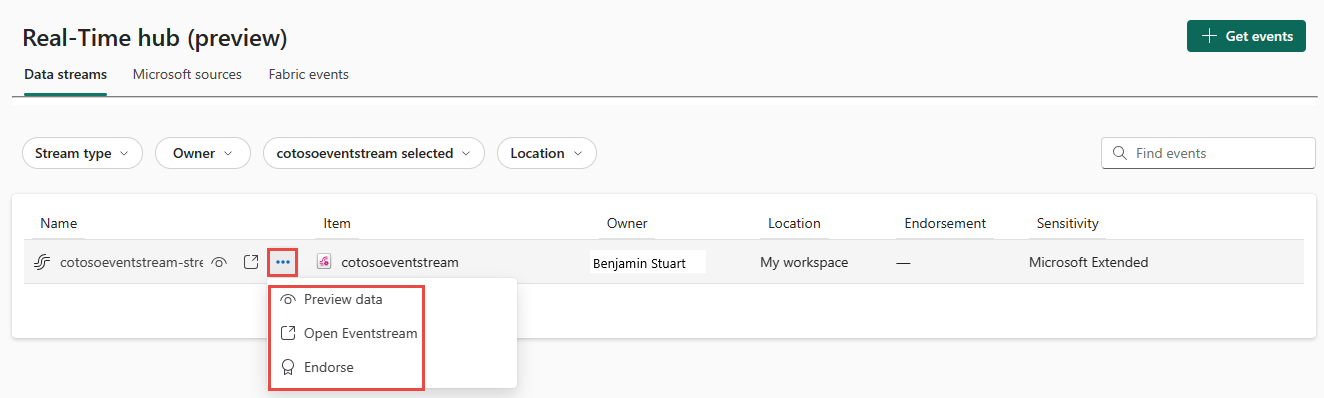 Real-Time hub (preview)
Get events
Data streams Microsoft sources Fabric events
Stream type Owner cotosoeventstream selected Location Find events
Name Item Owner Location Endorsement Sensitivity
cotosoeventstream-stre cotosoeventstream Benjamin Stuart My workspace — Microsoft Extended
Preview data
Open Eventstream
Endorse